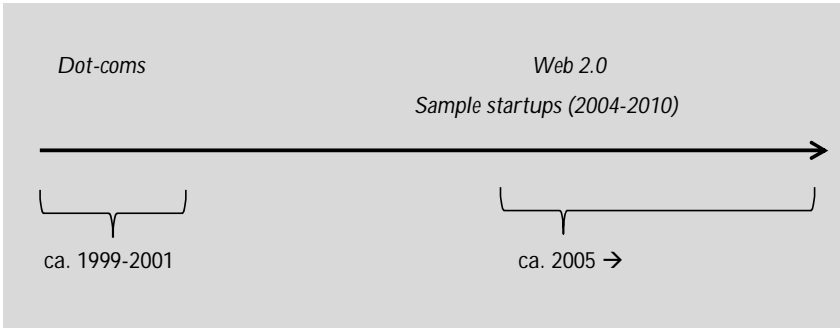 Dot-coms
Web 2.0
Sample startups (2004-2010)
ca. 1999-2001
ca. 2005 →